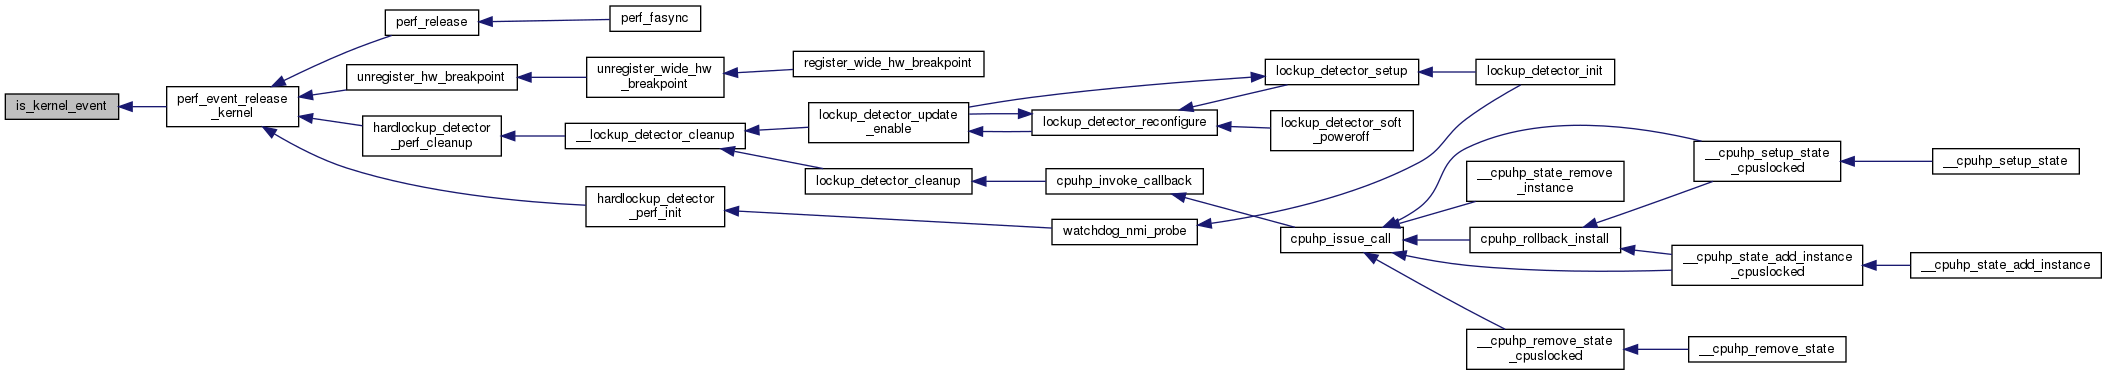 is_kernel_event
perf_event_release
_kernel
perf_release
perf_fasync
unregister_hw_breakpoint
unregister_wide_hw
_breakpoint
register_wide_hw_breakpoint
hardlockup_detector
_perf_cleanup
__lockup_detector_cleanup
lockup_detector_update
_enable
lockup_detector_reconfigure
lockup_detector_setup
lockup_detector_init
lockup_detector_soft
_poweroff
lockup_detector_cleanup
cpuhp_invoke_callback
hardlockup_detector
_perf_init
watchdog_nmi_probe
cpuhp_issue_call
__cpuhp_state_remove
_instance
cpuhp_rollback_install
__cpuhp_setup_state
_cpuslocked
__cpuhp_setup_state
__cpuhp_state_add_instance
_cpuslocked
__cpuhp_state_add_instance
__cpuhp_remove_state
_cpuslocked
__cpuhp_remove_state